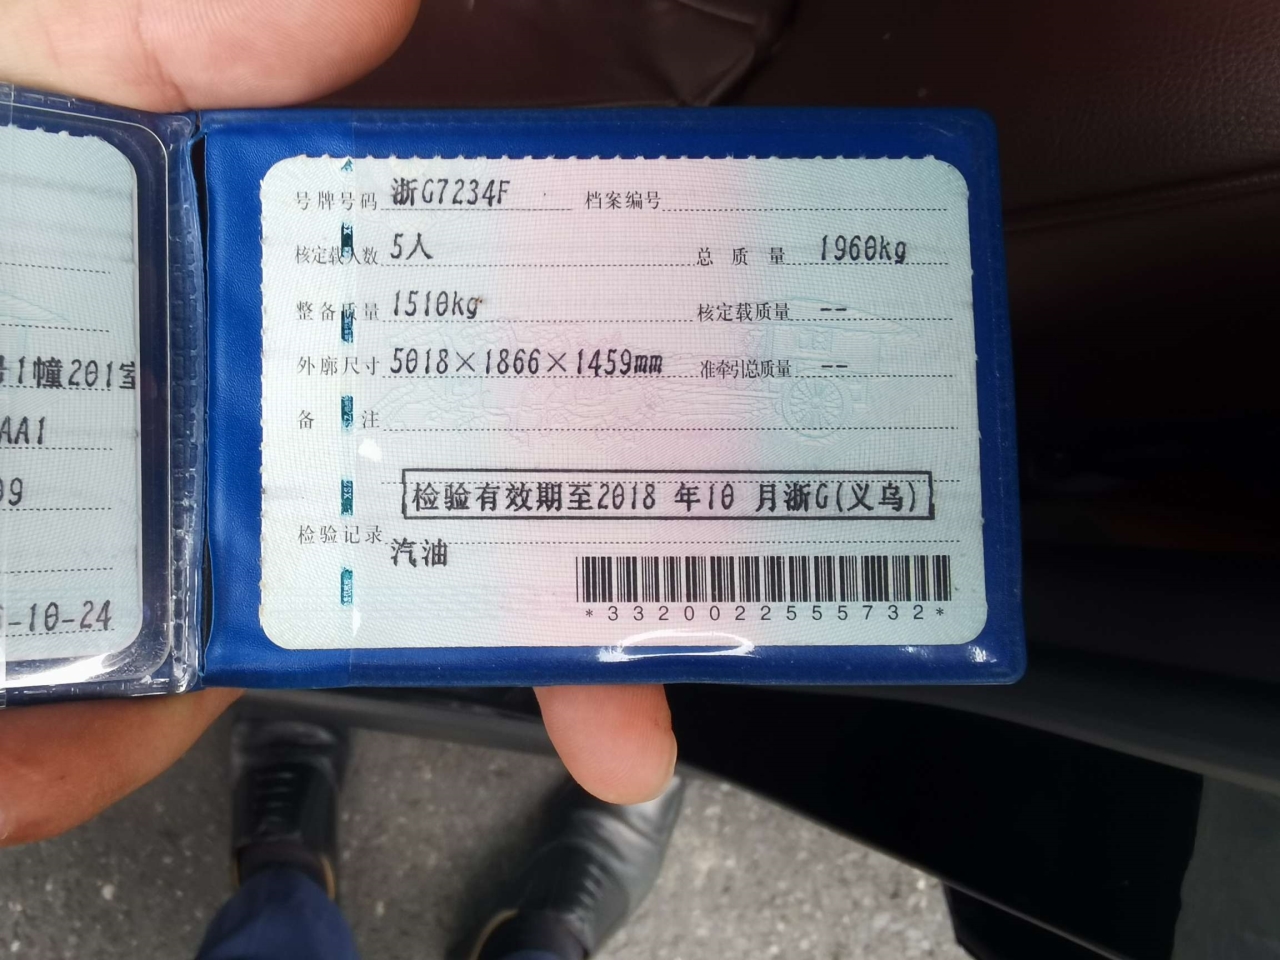 号1幢201室
AA1
99
-10-24
号牌号码 浙G7234F 档案编号
核定载人数 5人 总质量 1960kg
整备质量 1510kg 核定载质量 --
外廓尺寸 5018×1866×1459mm 准牵引总质量 --
备注
检验有效期至2018 年10 月浙G(义乌)
检验记录
汽油
*3320022555732*